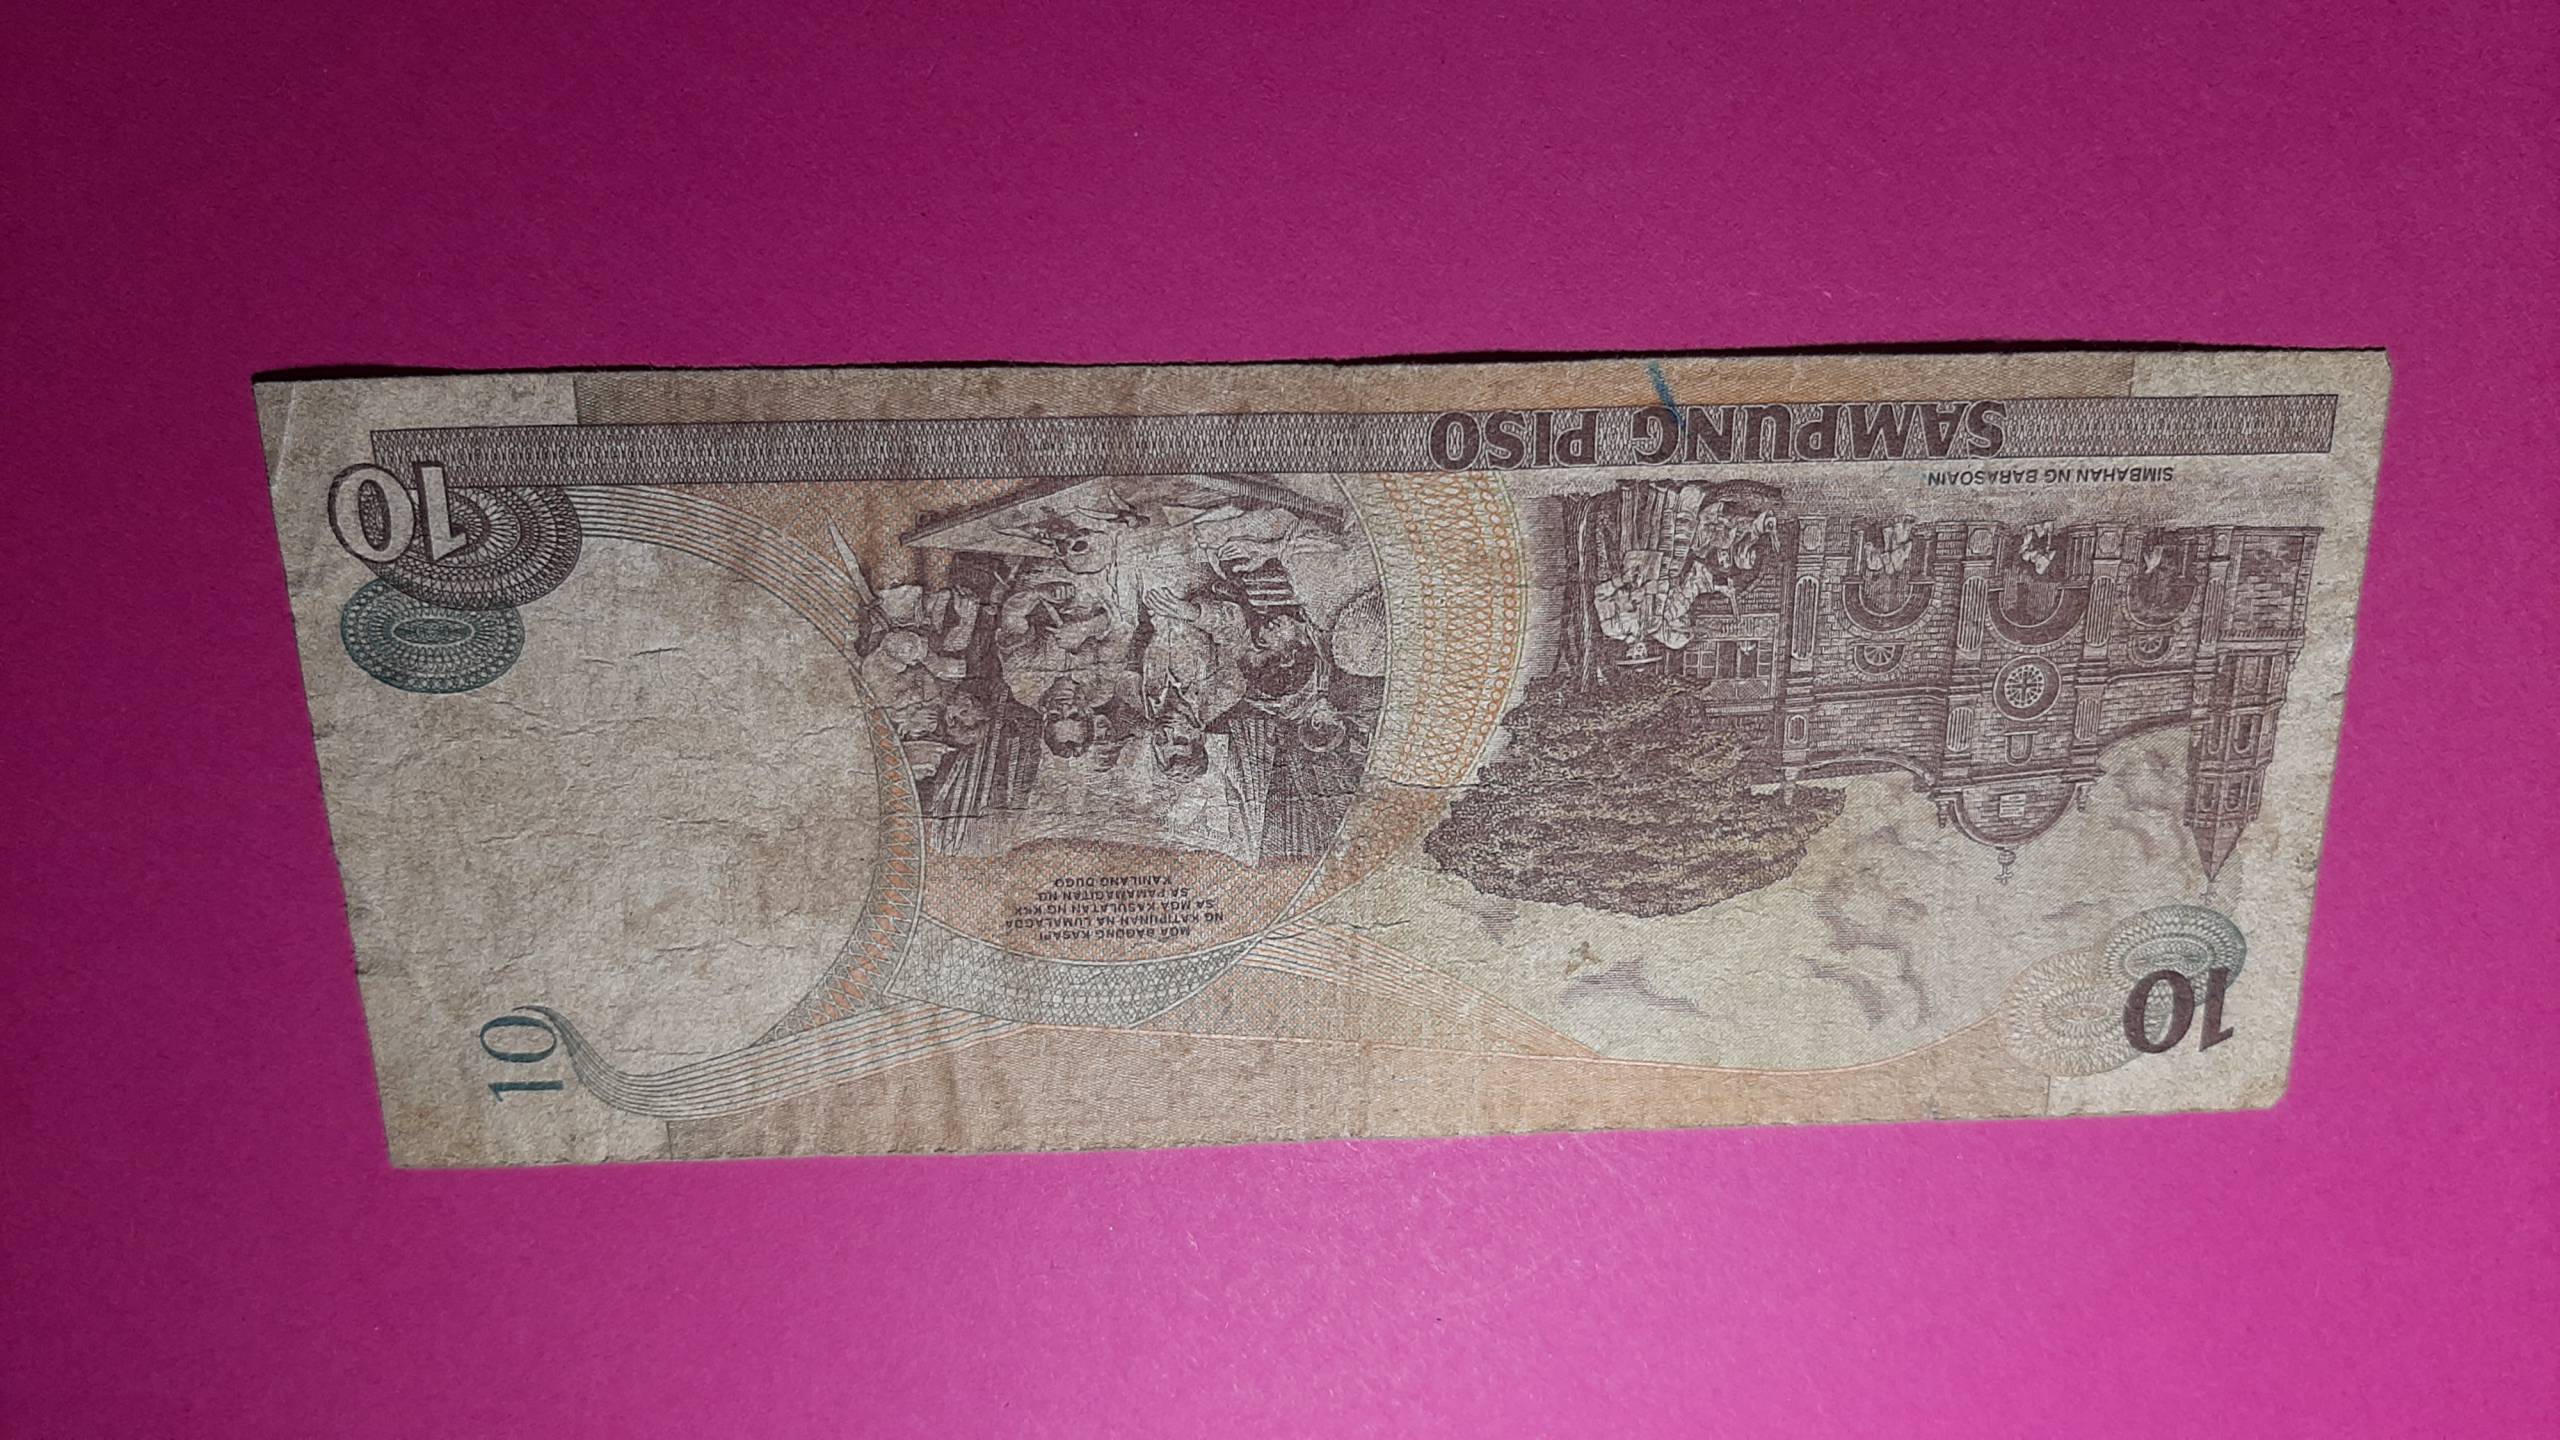 10
10
MGA BAGONG KASAPI
NG KATIPUNAN NA LUMALAGDA
SA MGA KASULATAN NG KKK
SA PAMAMAGITAN NG
KANILANG DUGO
SIMBAHAN NG BARASOAIN
SAMPUNG PISO
10